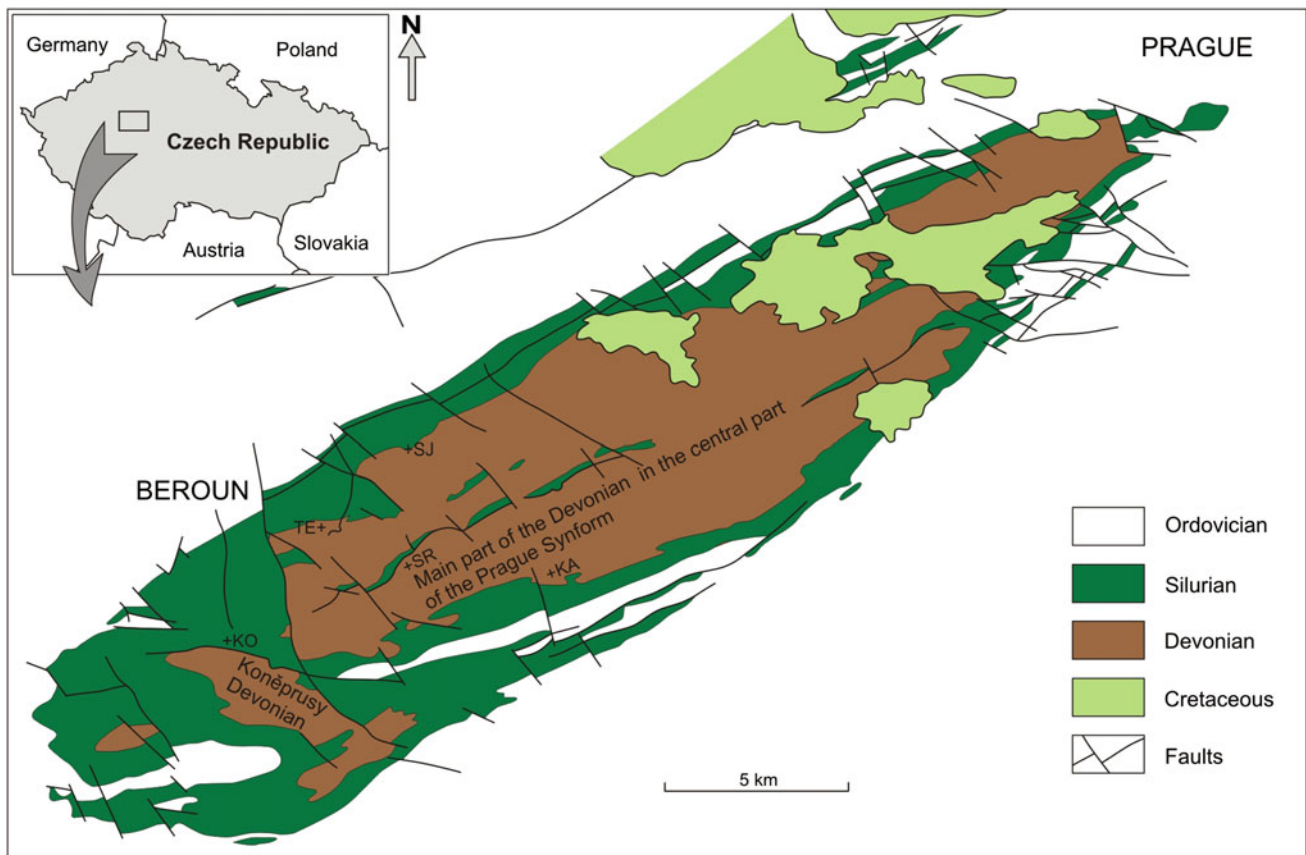 Germany
Poland
Czech Republic
Austria
Slovakia
N
PRAGUE
BEROUN
+SJ
TE+
+SR
+KA
+KO
Main part of the Devonian in the central part
of the Prague Synform
Koněprusy
Devonian
5 km
Ordovician
Silurian
Devonian
Cretaceous
Faults